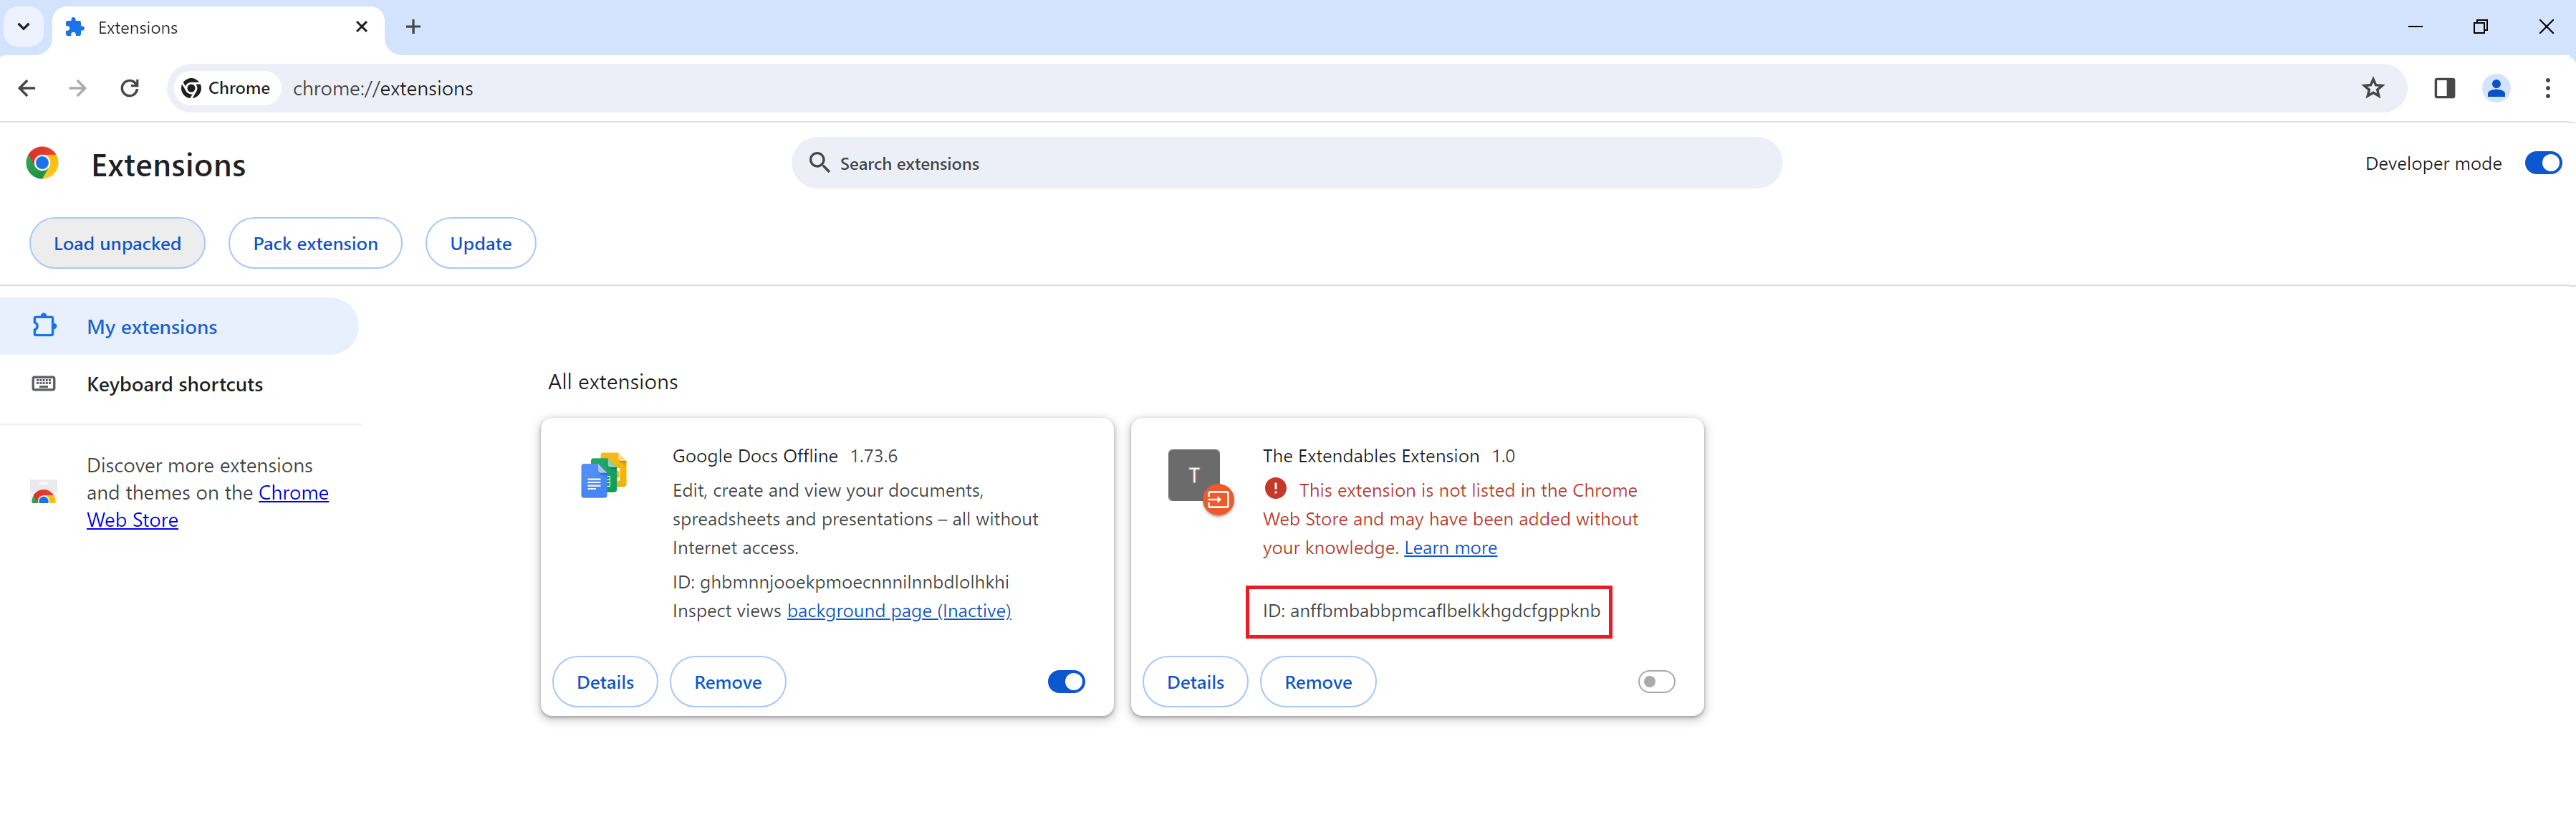 Extensions
Chrome
chrome://extensions
Extensions
Search extensions
Developer mode
Load unpacked
Pack extension
Update
My extensions
Keyboard shortcuts
Discover more extensions
and themes on the Chrome
Web Store
All extensions
Google Docs Offline 1.73.6
Edit, create and view your documents,
spreadsheets and presentations – all without
Internet access.
ID: ghbmnnjooekpmoecnnnilnnbdlolhkhi
Inspect views background page (Inactive)
Details
Remove
T
The Extendables Extension 1.0
This extension is not listed in the Chrome
Web Store and may have been added without
your knowledge. Learn more
ID: anffbmbabbpmcaflbelkkhgdcfgppknb
Details
Remove